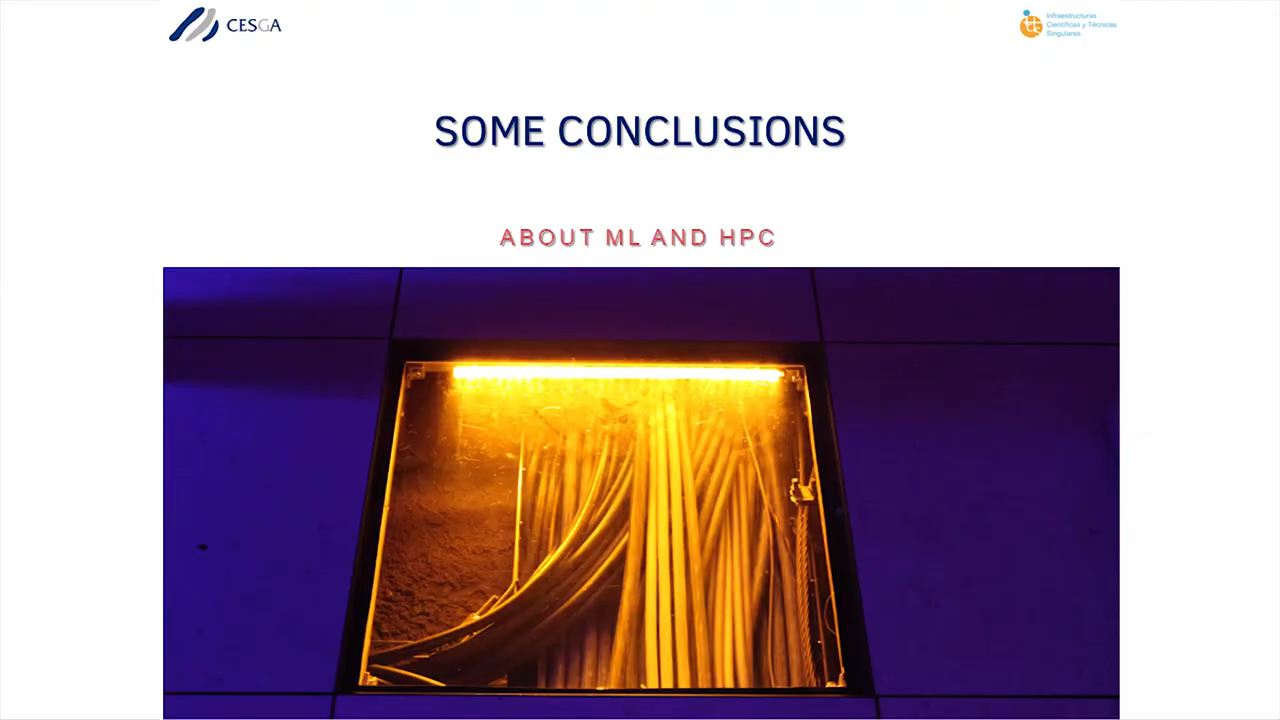 CESGA
Infraestructuras
Científicas y Técnicas
Singulares
SOME CONCLUSIONS
ABOUT ML AND HPC